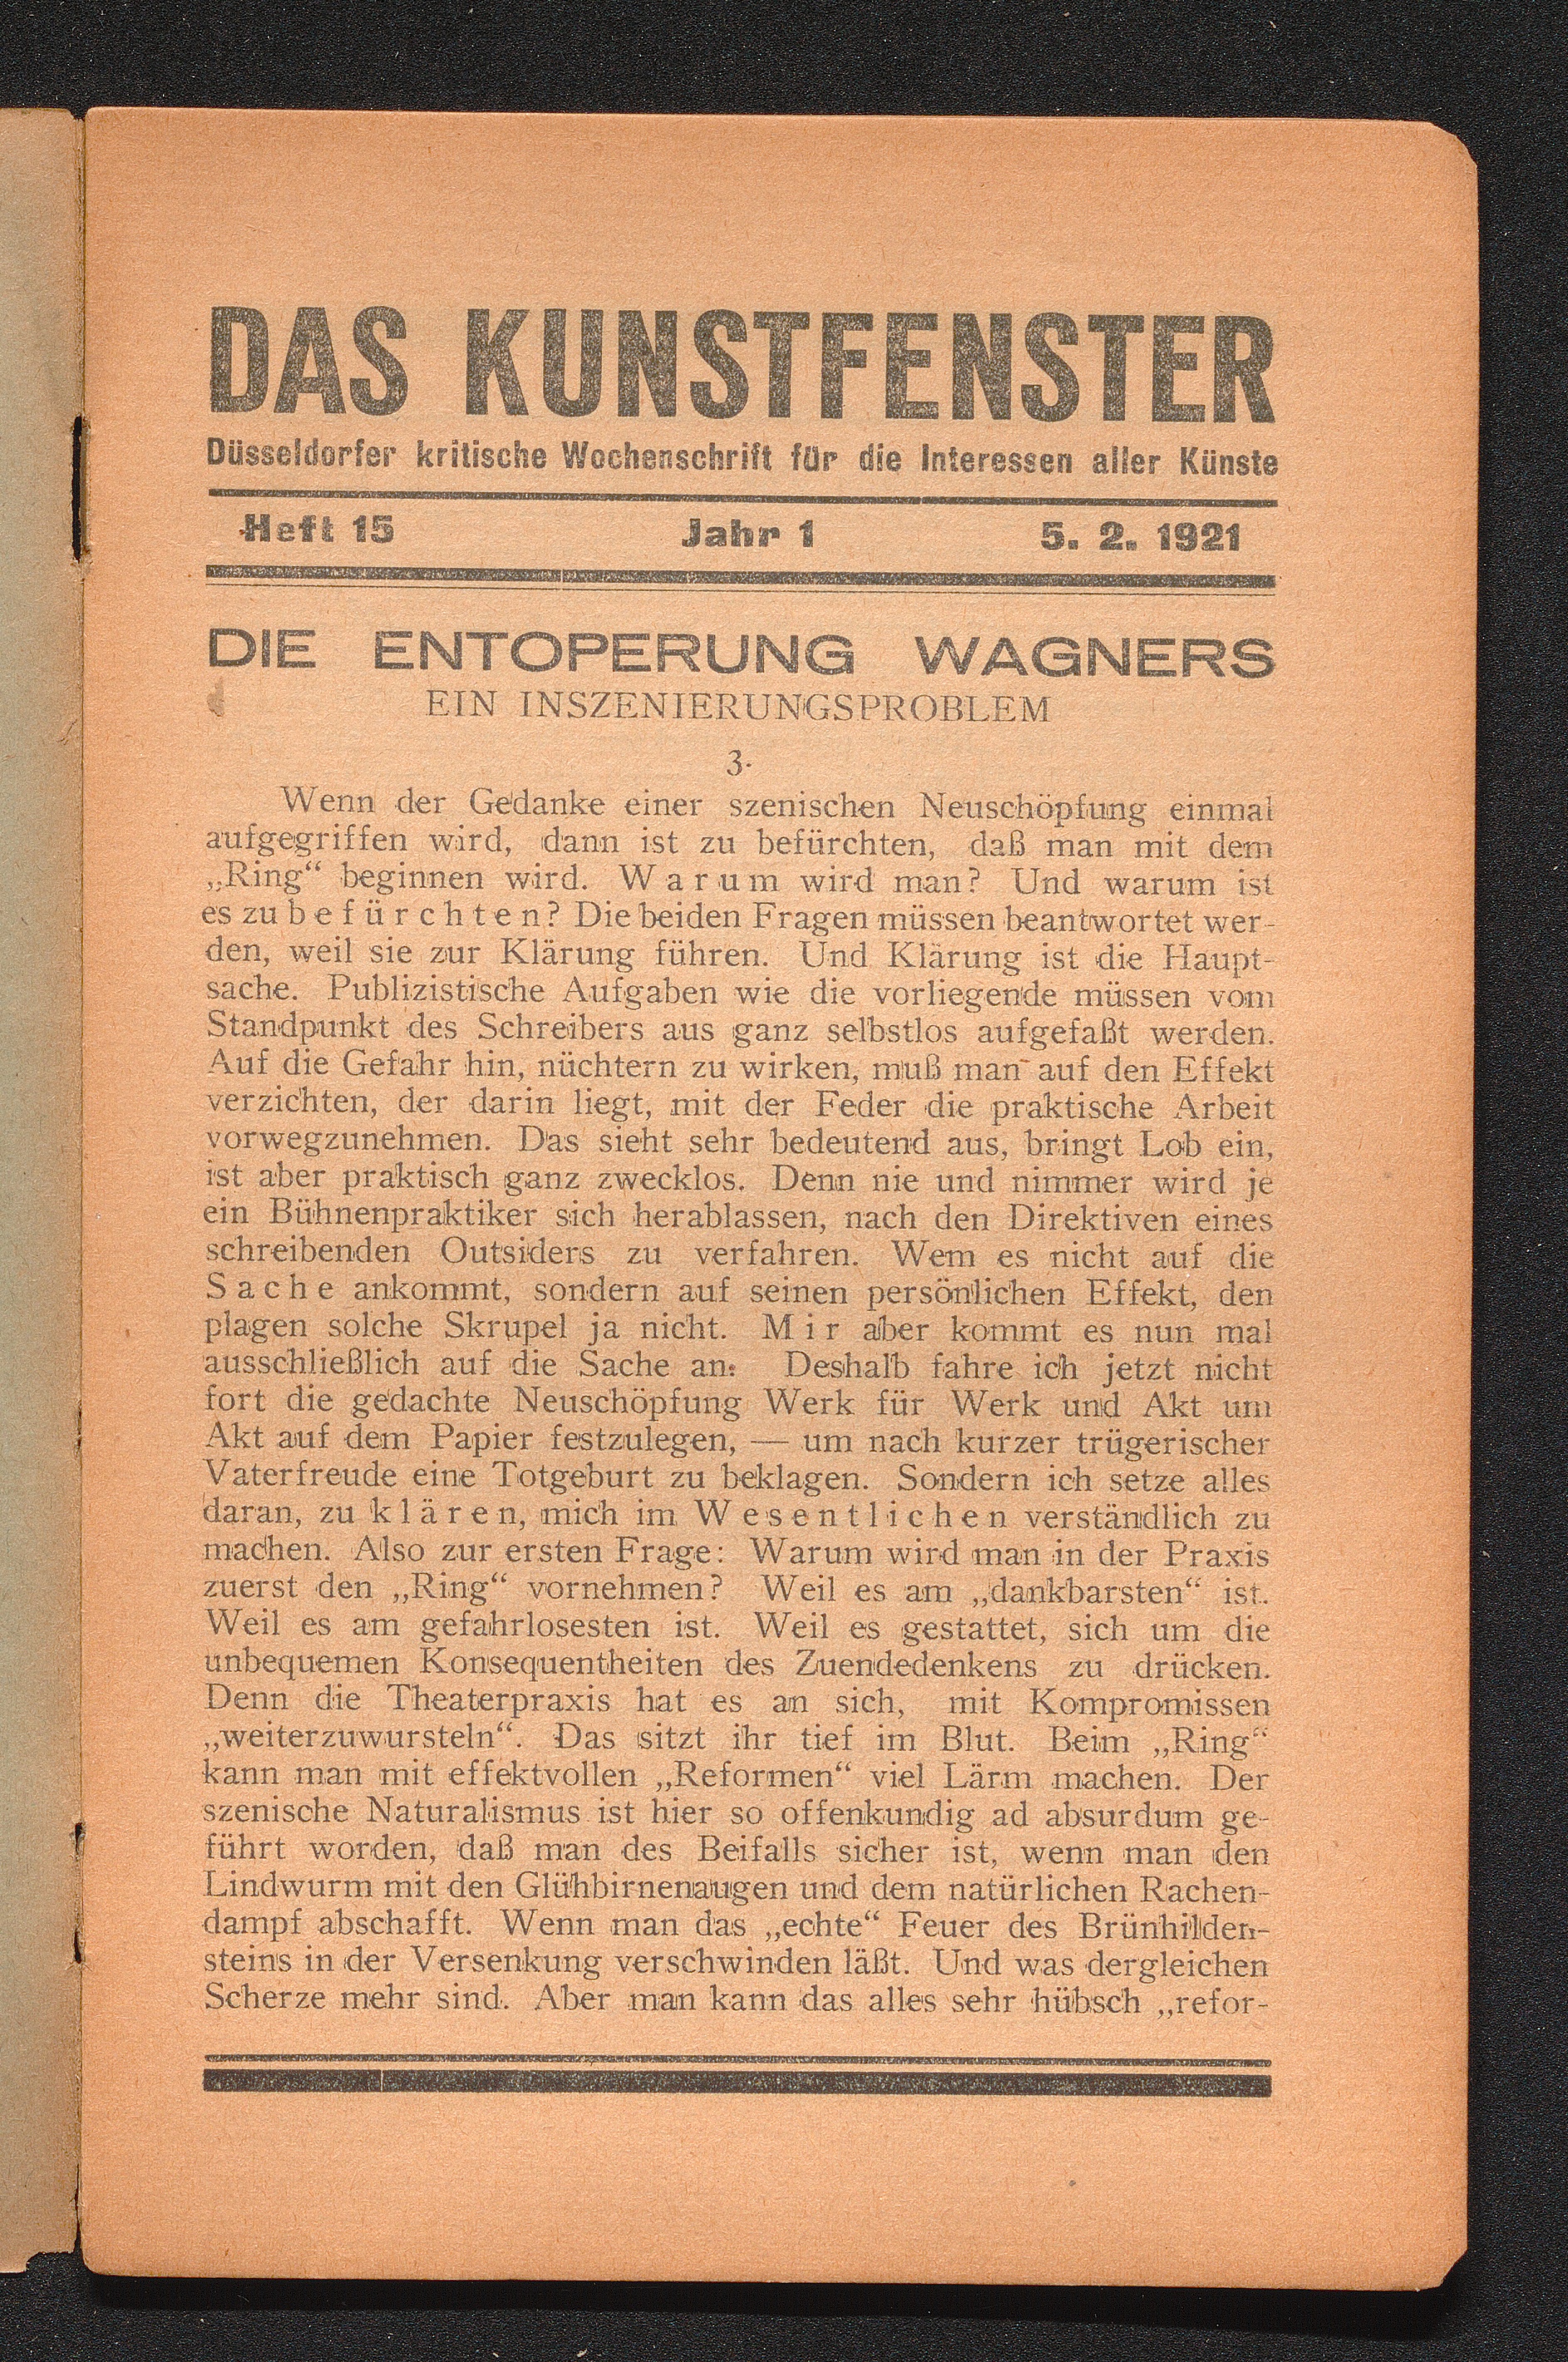 DAS KUNSTFENSTER
Düsseldorfer kritische Wochenschrift für die Interessen aller Künste
Heft 15 Jahr 1 5. 2. 1921
DIE ENTOPERUNG WAGNERS
EIN INSZENIERUNGSPROBLEM
3.
Wenn der Gedanke einer szenischen Neuschöpfung einmal
aufgegriffen wird, dann ist zu befürchten, daß man mit dem
„Ring“ beginnen wird. W a r u m wird man? Und warum ist
es zu b e f ü r c h t e n? Die beiden Fragen müssen beantwortet wer-
den, weil sie zur Klärung führen. Und Klärung ist die Haupt-
sache. Publizistische Aufgaben wie die vorliegende müssen vom
Standpunkt des Schreibers aus ganz selbstlos aufgefaßt werden.
Auf die Gefahr hin, nüchtern zu wirken, muß man auf den Effekt
verzichten, der darin liegt, mit der Feder die praktische Arbeit
vorwegzunehmen. Das sieht sehr bedeutend aus, bringt Lob ein,
ist aber praktisch ganz zwecklos. Denn nie und nimmer wird je
ein Bühnenpraktiker sich herablassen, nach den Direktiven eines
schreibenden Outsiders zu verfahren. Wem es nicht auf die
S a c h e ankommt, sondern auf seinen persönlichen Effekt, den
plagen solche Skrupel ja nicht. M i r aber kommt es nun mal
ausschließlich auf die Sache an. Deshalb fahre ich jetzt nicht
fort die gedachte Neuschöpfung Werk für Werk und Akt um
Akt auf dem Papier festzulegen, — um nach kurzer trügerischer
Vaterfreude eine Totgeburt zu beklagen. Sondern ich setze alles
daran, zu k l ä r e n, mich im W e s e n t l i c h e n verständlich zu
machen. Also zur ersten Frage: Warum wird man in der Praxis
zuerst den „Ring“ vornehmen? Weil es am „dankbarsten“ ist.
Weil es am gefahrlosesten ist. Weil es gestattet, sich um die
unbequemen Konsequentheiten des Zuendedenkens zu drücken.
Denn die Theaterpraxis hat es an sich, mit Kompromissen
„weiterzuwursteln“. Das sitzt ihr tief im Blut. Beim „Ring“
kann man mit effektvollen „Reformen“ viel Lärm machen. Der
szenische Naturalismus ist hier so offenkundig ad absurdum ge-
führt worden, daß man des Beifalls sicher ist, wenn man den
Lindwurm mit den Glühbirnenaugen und dem natürlichen Rachen-
dampf abschafft. Wenn man das „echte“ Feuer des Brünhilden-
steins in der Versenkung verschwinden läßt. Und was dergleichen
Scherze mehr sind. Aber man kann das alles sehr hübsch „refor-